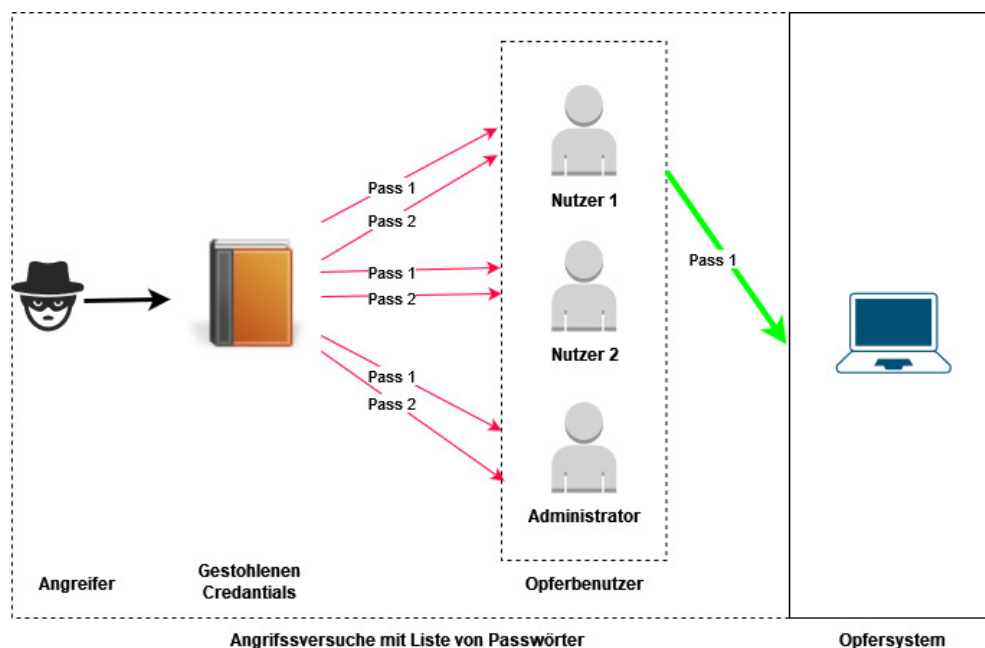 Pass 1
Pass 2
Nutzer 1
Pass 1
Pass 1
Pass 2
Nutzer 2
Pass 1
Pass 2
Administrator
Angreifer
Gestohlenen
Credantials
Opferbenutzer
Angrifssversuche mit Liste von Passwörter
Opfersystem